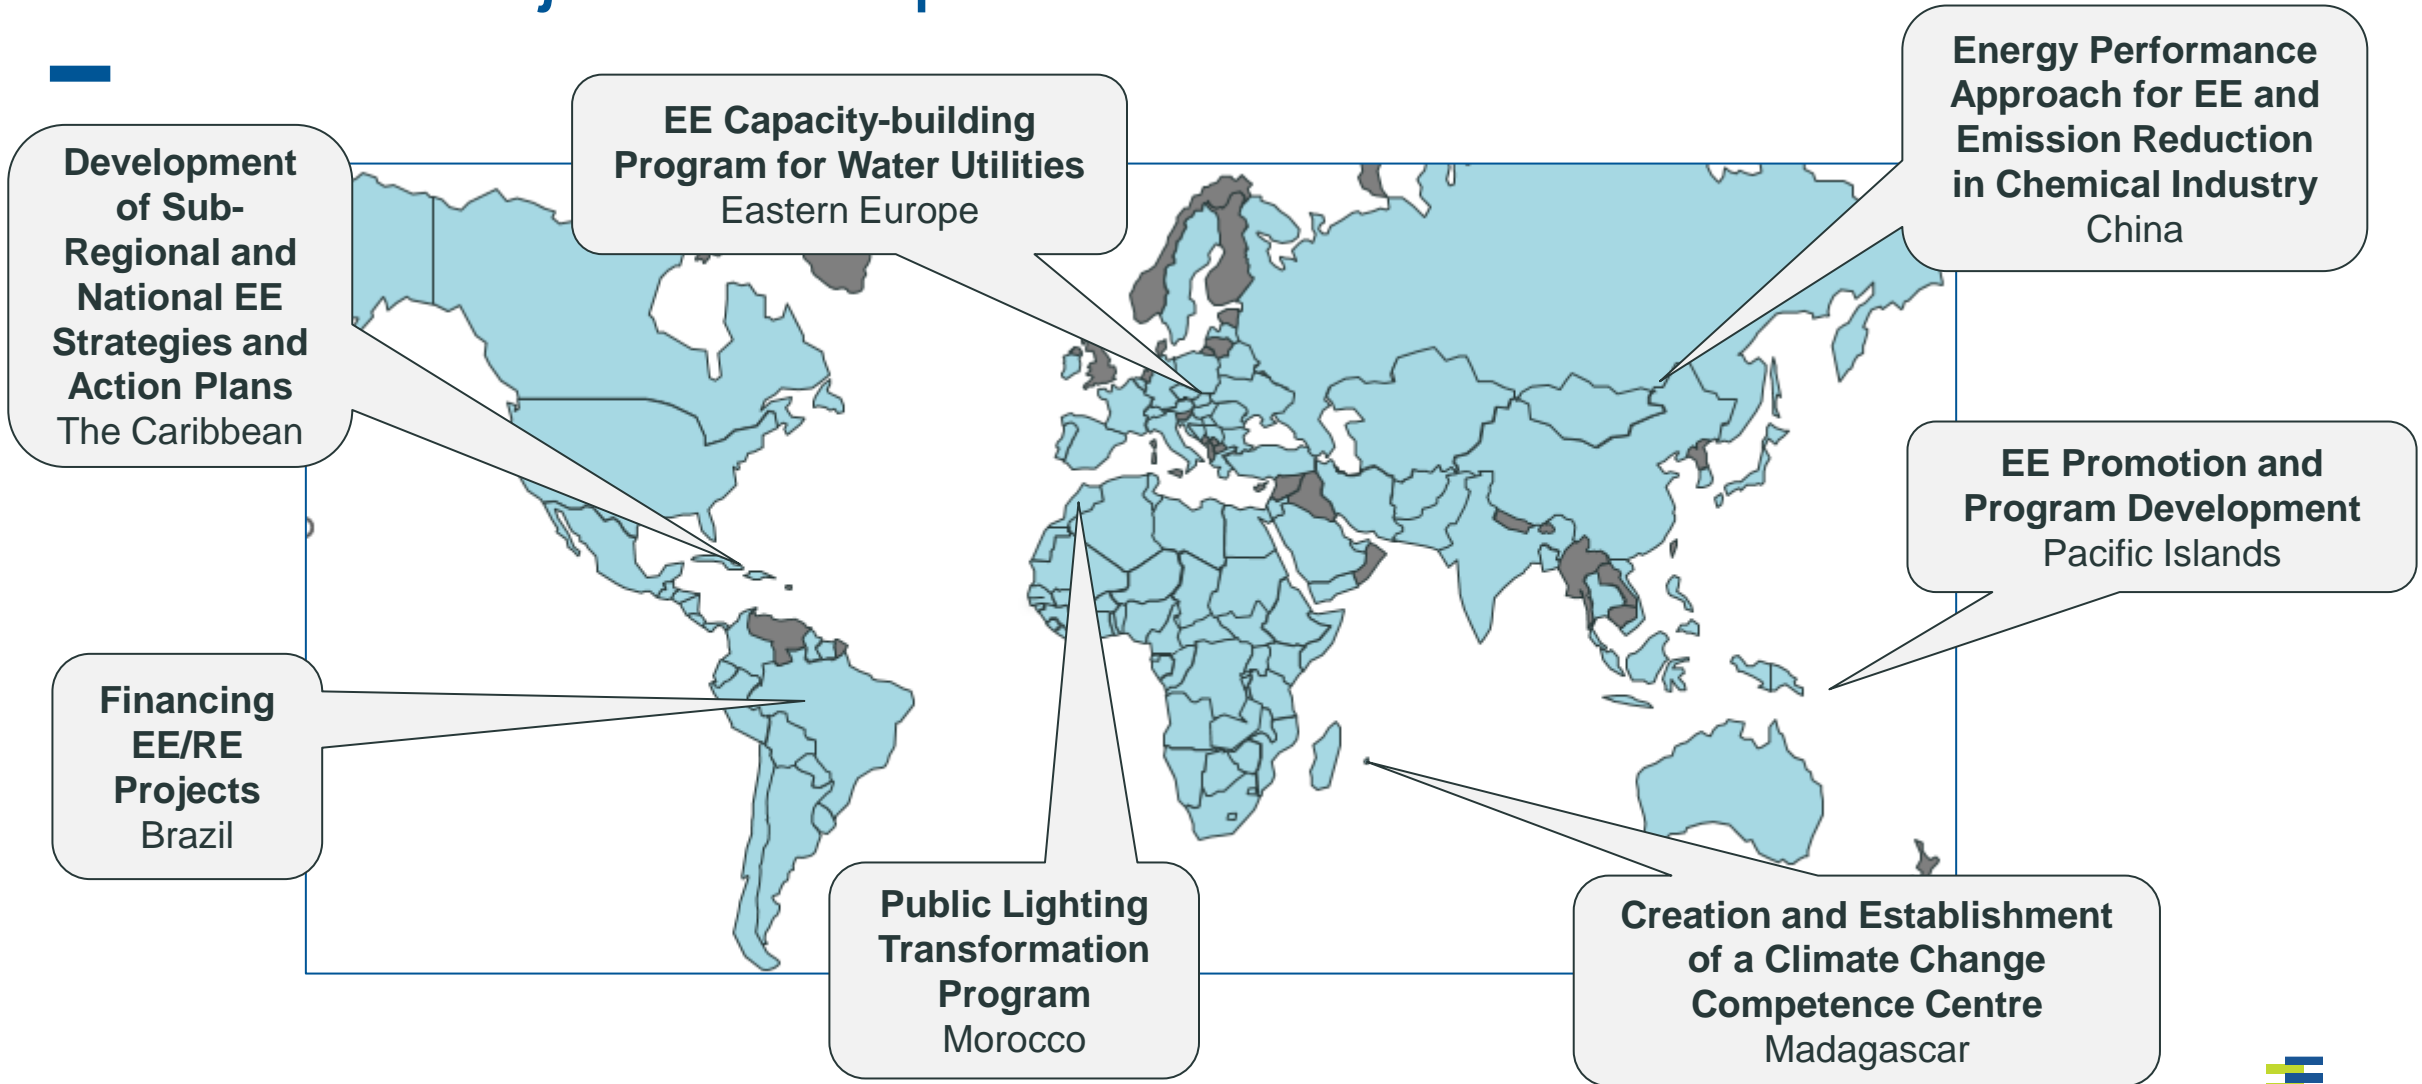 Development
of Sub-
Regional and
National EE
Strategies and
Action Plans
The Caribbean
EE Capacity-building
Program for Water Utilities
Eastern Europe
Energy Performance
Approach for EE and
Emission Reduction
in Chemical Industry
China
EE Promotion and
Program Development
Pacific Islands
Financing
EE/RE
Projects
Brazil
Public Lighting
Transformation
Program
Morocco
Creation and Establishment
of a Climate Change
Competence Centre
Madagascar